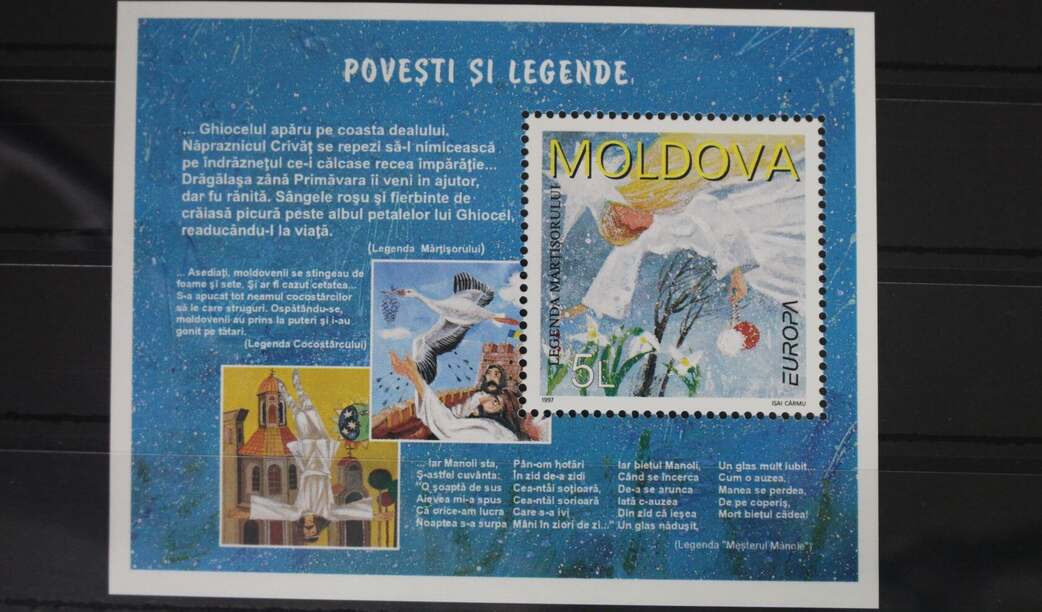 POVEȘTI ȘI LEGENDE
... Ghiocelul apăru pe coasta dealului.
Năpraznicul Crivăț se repezi să-l nimicească
pe îndrăznețul ce-i călcase recea împărăție...
Drăgălașa zână Primăvara îi veni in ajutor,
dar fu rănită. Sângele roșu și fierbinte de
crăiasă picură peste albul petalelor lui Ghiocel,
readucându-l la viață.
(Legenda Mărțișorului)
... Asediați, moldovenii se stingeau de
foame și sete. Și ar fi cazut cetatea...
S-a apucat tot neamul cocostârcilor
să le care struguri. Ospătându-se,
moldovenii au prins la puteri și i-au
gonit pe tătari.
(Legenda Cocostârcului)
MOLDOVA
LEGENDA MĂRȚIȘORULUI
5L
EUROPA
1997
ISAI CÂRMU
... Iar Manoli sta,
Ș-astfel cuvânta:
"O șoaptă de sus
Aievea mi-a spus
Că orice-am lucra
Noaptea s-a surpa
Pân-om hotări
În zid de-a zidi
Cea-ntăi soțioară,
Cea-ntăi sorioară
Care s-a ivi
Mâni în ziori de zi..."
Iar bietul Manoli,
Când se încerca
De-a se arunca
Iată c-auzea
Din zid că ieșea
Un glas nădușit,
Un glas mult iubit...
Cum o auzea,
Manea se perdea,
De pe coperiș,
Mort bietul cădea!
(Legenda "Meșterul Manole")